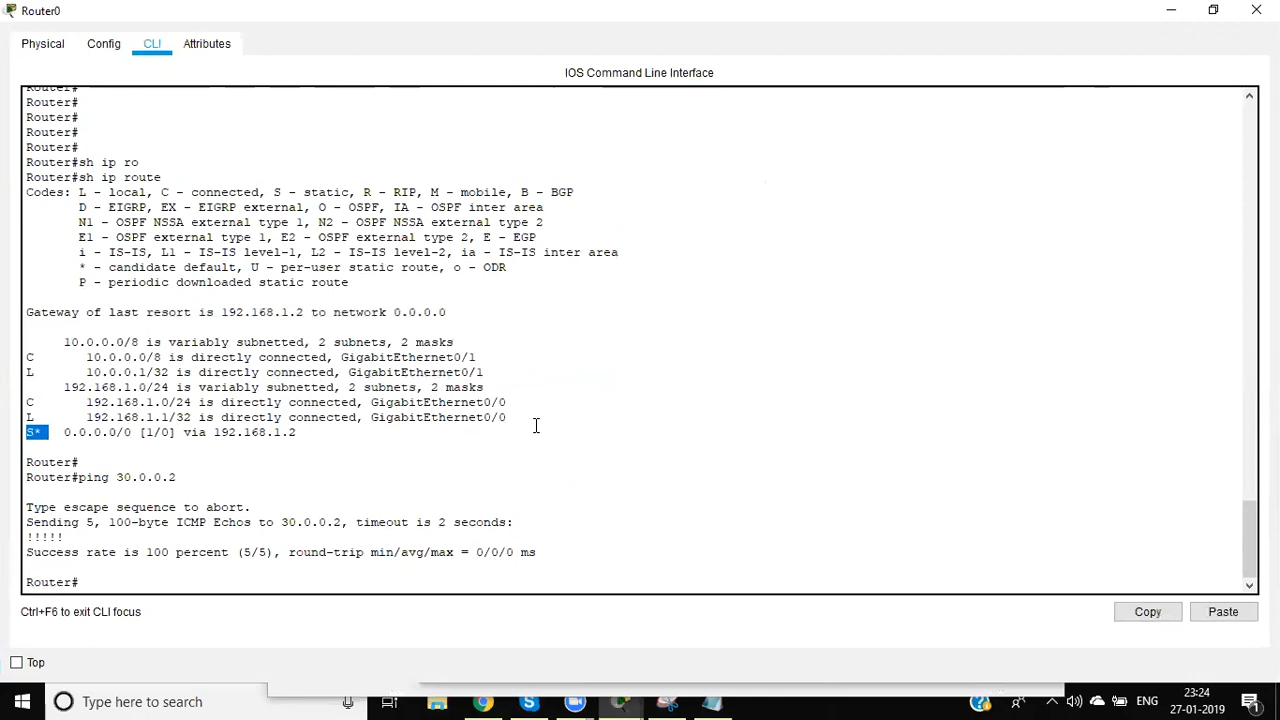 Router0
Physical Config CLI Attributes
IOS Command Line Interface
Router#
Router#
Router#
Router#
Router#
Router#sh ip ro
Router#sh ip route
Codes: L - local, C - connected, S - static, R - RIP, M - mobile, B - BGP
D - EIGRP, EX - EIGRP external, O - OSPF, IA - OSPF inter area
N1 - OSPF NSSA external type 1, N2 - OSPF NSSA external type 2
E1 - OSPF external type 1, E2 - OSPF external type 2, E - EGP
i - IS-IS, L1 - IS-IS level-1, L2 - IS-IS level-2, ia - IS-IS inter area
* - candidate default, U - per-user static route, o - ODR
P - periodic downloaded static route
Gateway of last resort is 192.168.1.2 to network 0.0.0.0
10.0.0.0/8 is variably subnetted, 2 subnets, 2 masks
C 10.0.0.0/8 is directly connected, GigabitEthernet0/1
L 10.0.0.1/32 is directly connected, GigabitEthernet0/1
192.168.1.0/24 is variably subnetted, 2 subnets, 2 masks
C 192.168.1.0/24 is directly connected, GigabitEthernet0/0
L 192.168.1.1/32 is directly connected, GigabitEthernet0/0
S* 0.0.0.0/0 [1/0] via 192.168.1.2
Router#
Router#ping 30.0.0.2
Type escape sequence to abort.
Sending 5, 100-byte ICMP Echos to 30.0.0.2, timeout is 2 seconds:
!!!!!
Success rate is 100 percent (5/5), round-trip min/avg/max = 0/0/0 ms
Router#
Ctrl+F6 to exit CLI focus
Copy Paste
Top
Type here to search
ENG
23:24
27-01-2019
1